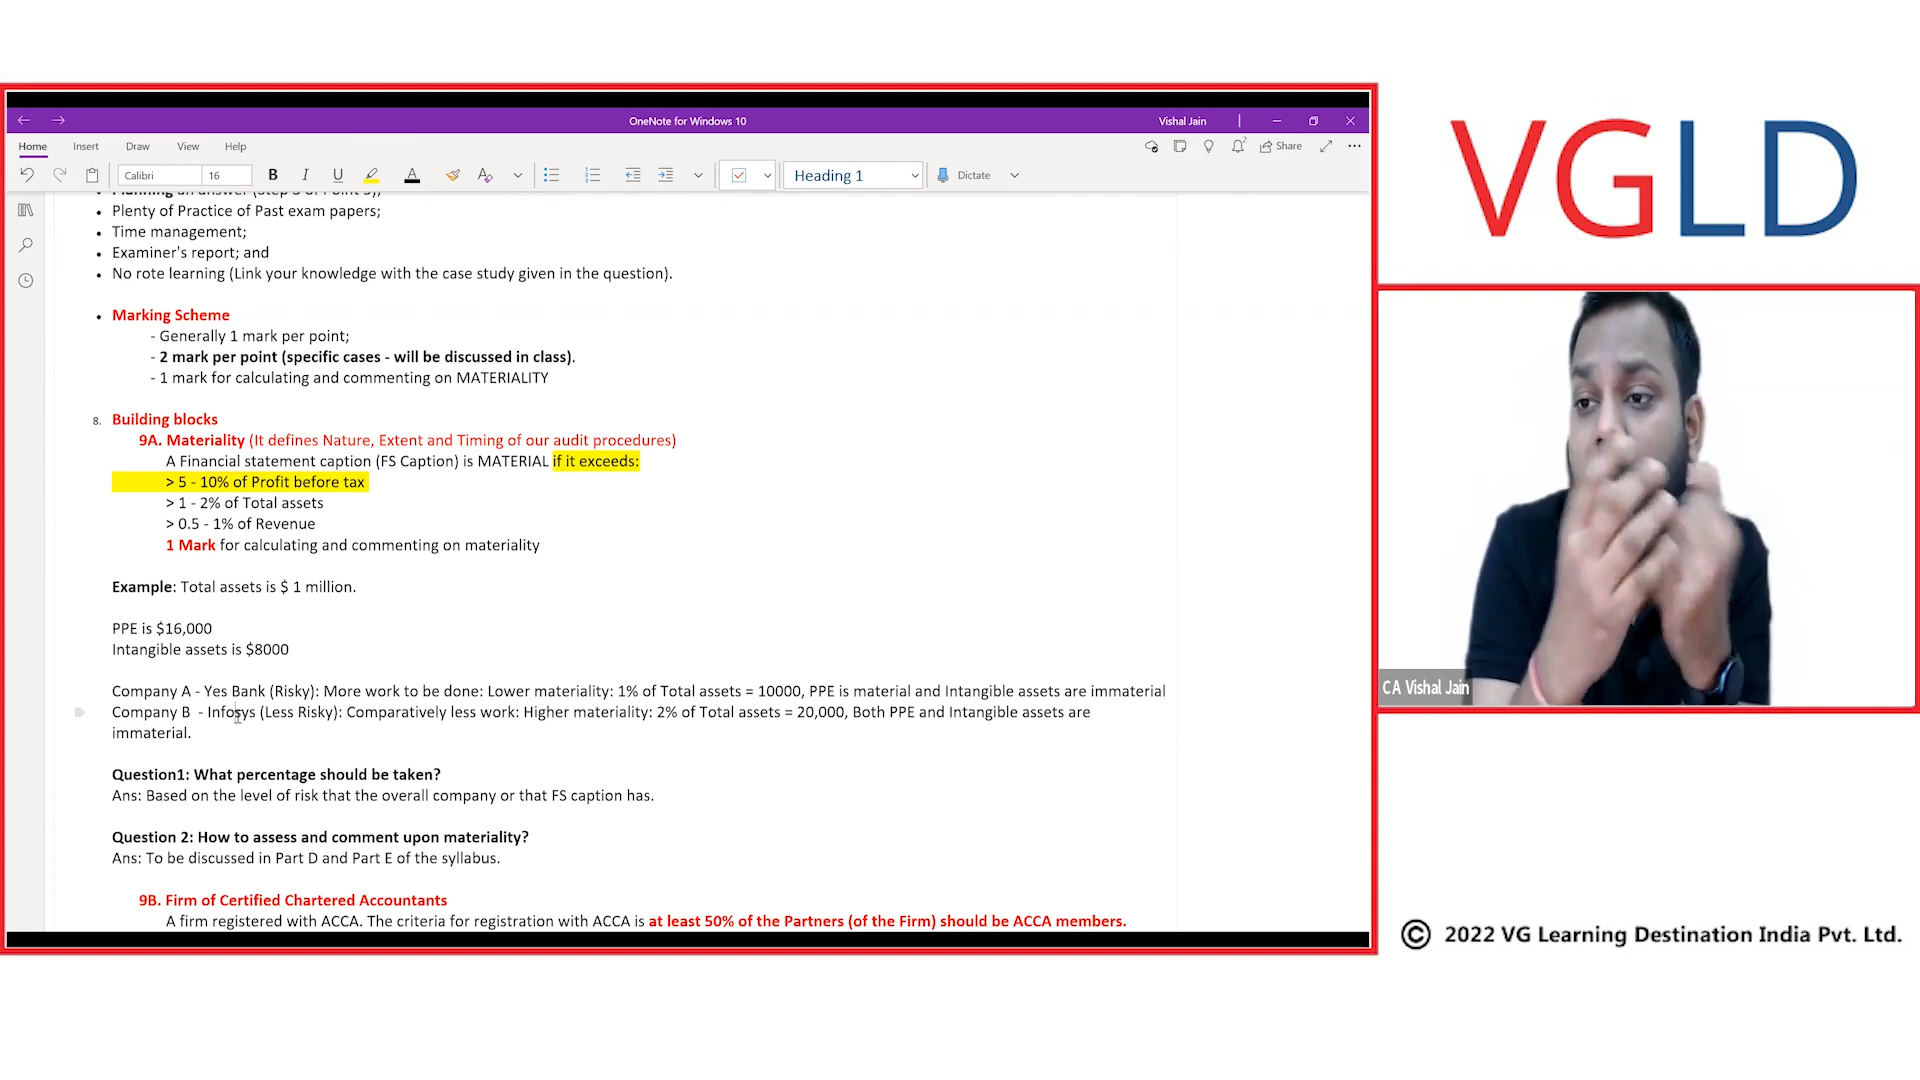 OneNote for Windows 10
Vishal Jain
Home Insert Draw View Help
Share
Calibri 16 B I U A Heading 1 Dictate
• Plenty of Practice of Past exam papers;
• Time management;
• Examiner's report; and
• No rote learning (Link your knowledge with the case study given in the question).
• Marking Scheme
- Generally 1 mark per point;
- 2 mark per point (specific cases - will be discussed in class).
- 1 mark for calculating and commenting on MATERIALITY
8. Building blocks
9A. Materiality (It defines Nature, Extent and Timing of our audit procedures)
A Financial statement caption (FS Caption) is MATERIAL if it exceeds:
> 5 - 10% of Profit before tax
> 1 - 2% of Total assets
> 0.5 - 1% of Revenue
1 Mark for calculating and commenting on materiality
Example: Total assets is $ 1 million.
PPE is $16,000
Intangible assets is $8000
Company A - Yes Bank (Risky): More work to be done: Lower materiality: 1% of Total assets = 10000, PPE is material and Intangible assets are immaterial
Company B - Infosys (Less Risky): Comparatively less work: Higher materiality: 2% of Total assets = 20,000, Both PPE and Intangible assets are
immaterial.
Question1: What percentage should be taken?
Ans: Based on the level of risk that the overall company or that FS caption has.
Question 2: How to assess and comment upon materiality?
Ans: To be discussed in Part D and Part E of the syllabus.
9B. Firm of Certified Chartered Accountants
A firm registered with ACCA. The criteria for registration with ACCA is at least 50% of the Partners (of the Firm) should be ACCA members.
VGLD
CA Vishal Jain
© 2022 VG Learning Destination India Pvt. Ltd.